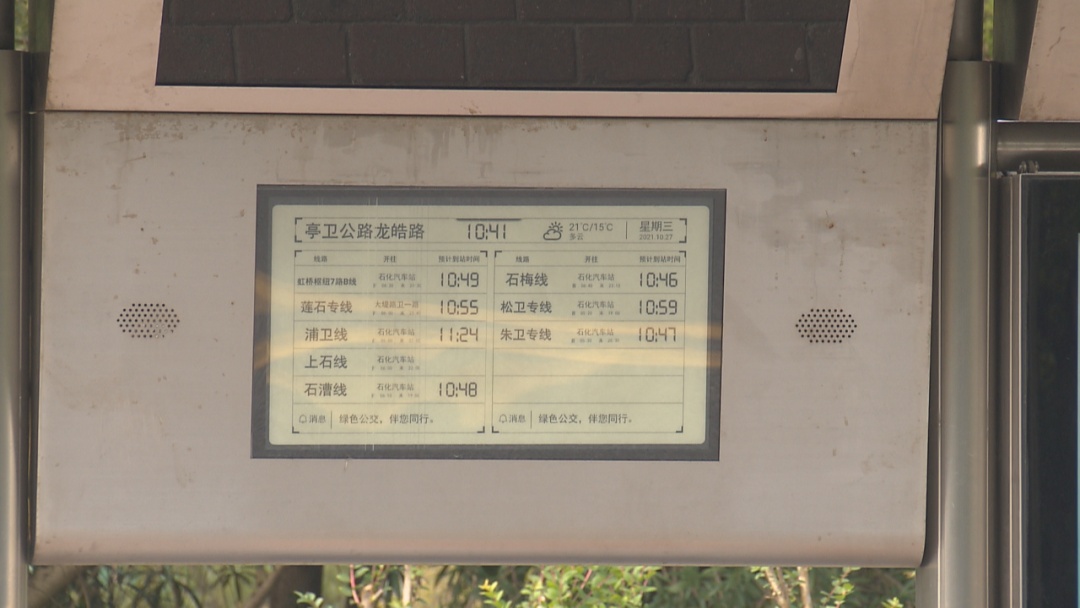 亭卫公路龙皓路 10:41 21℃/15℃ 多云 星期三 2021.10.27
线路 开往 预计到站时间 线路 开往 预计到站时间
虹桥枢纽7路B线 石化汽车站 10:49 石梅线 石化汽车站 10:46
莲石专线 大堤路卫一路 10:55 松卫专线 石化汽车站 10:59
浦卫线 石化汽车站 11:24 朱卫专线 石化汽车站 10:47
上石线 石化汽车站
石漕线 石化汽车站 10:48
消息 绿色公交，伴您同行。 消息 绿色公交，伴您同行。